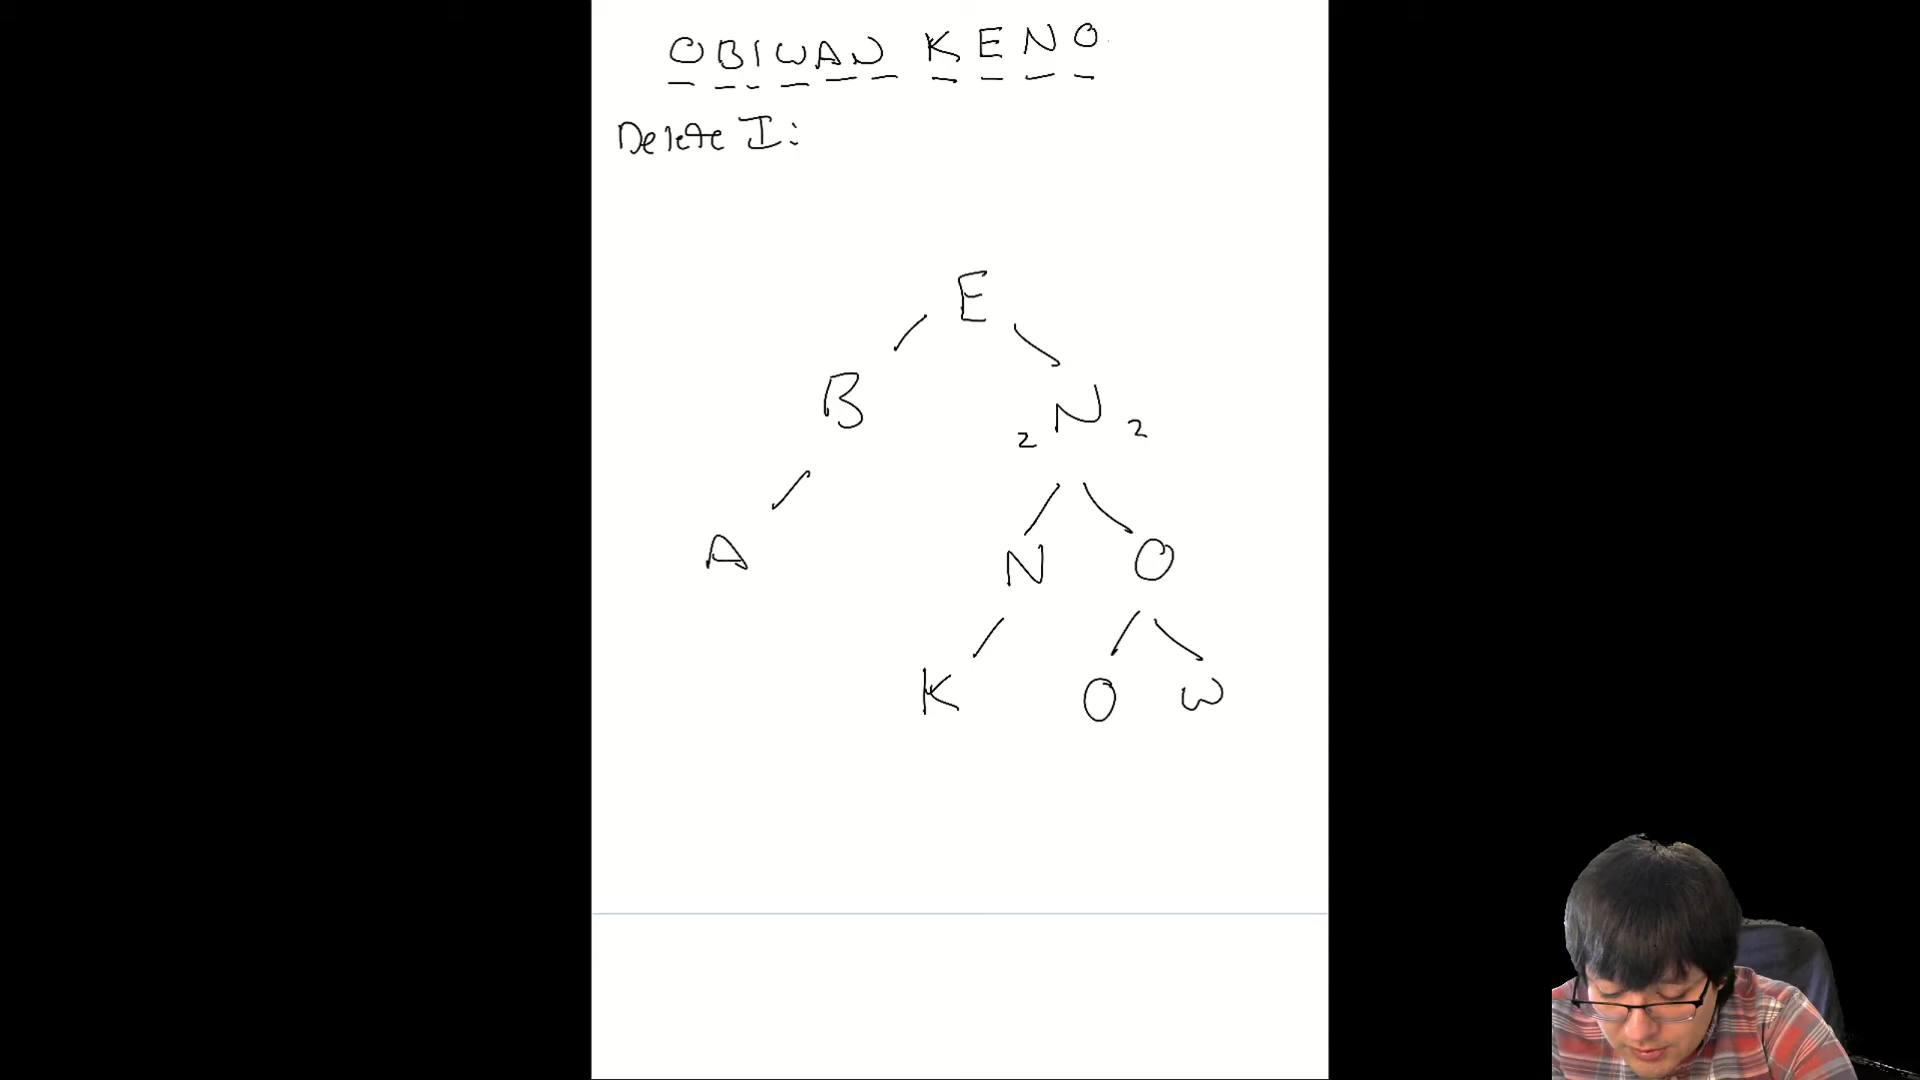 OBIWAN KENO
Delete I:
E
B 2 N 2
A N O
K O W